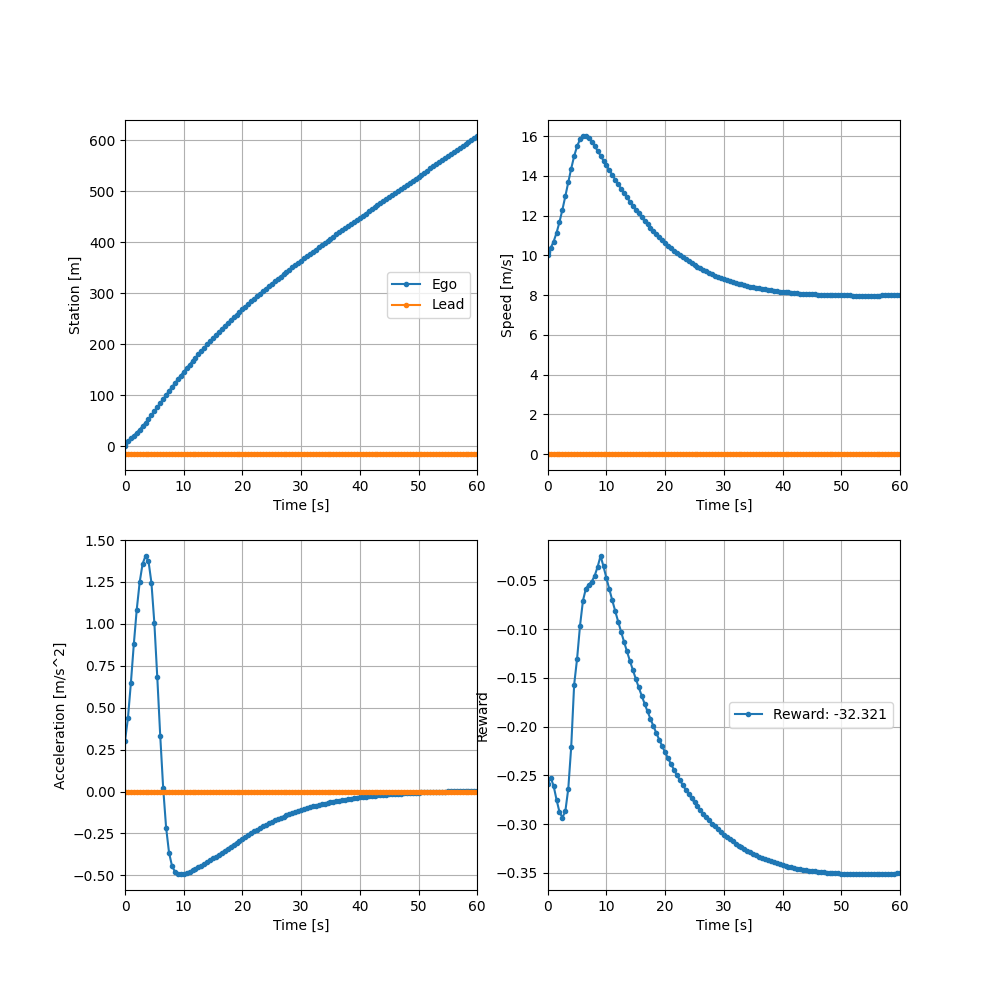 600
500
400
300
200
100
0
Station [m]
Ego
Lead
0 10 20 30 40 50 60
Time [s]
16
14
12
10
8
6
4
2
0
Speed [m/s]
0 10 20 30 40 50 60
Time [s]
1.50
1.25
1.00
0.75
0.50
0.25
0.00
−0.25
−0.50
Acceleration [m/s^2]
0 10 20 30 40 50 60
Time [s]
−0.05
−0.10
−0.15
−0.20
−0.25
−0.30
−0.35
Reward
Reward: -32.321
0 10 20 30 40 50 60
Time [s]